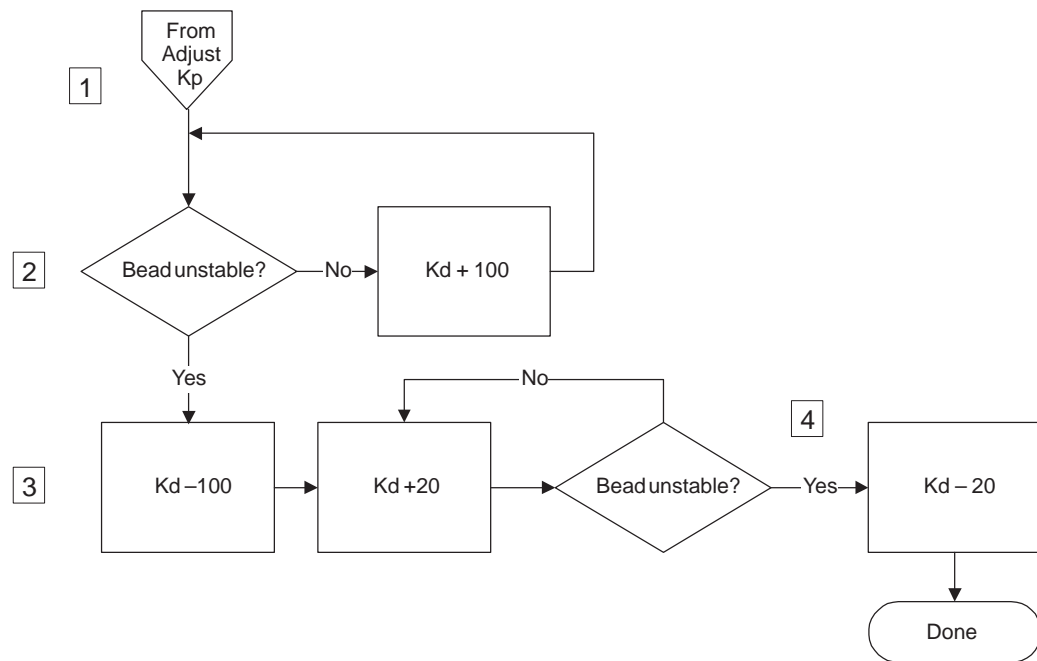 From
Adjust
Kp
1
2
Bead unstable?
No
Kd + 100
Yes
No
4
3
Kd –100
Kd +20
Bead unstable?
Yes
Kd – 20
Done